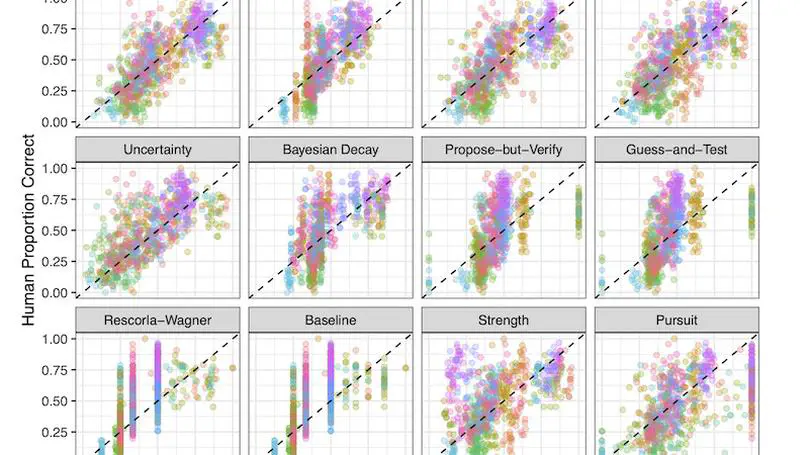 1.00
0.75
0.50
0.25
0.00
Human Proportion Correct
Uncertainty
Bayesian Decay
Propose−but−Verify
Guess−and−Test
1.00
0.75
0.50
0.25
0.00
Rescorla−Wagner
Baseline
Strength
Pursuit
1.00
0.75
0.50
0.25